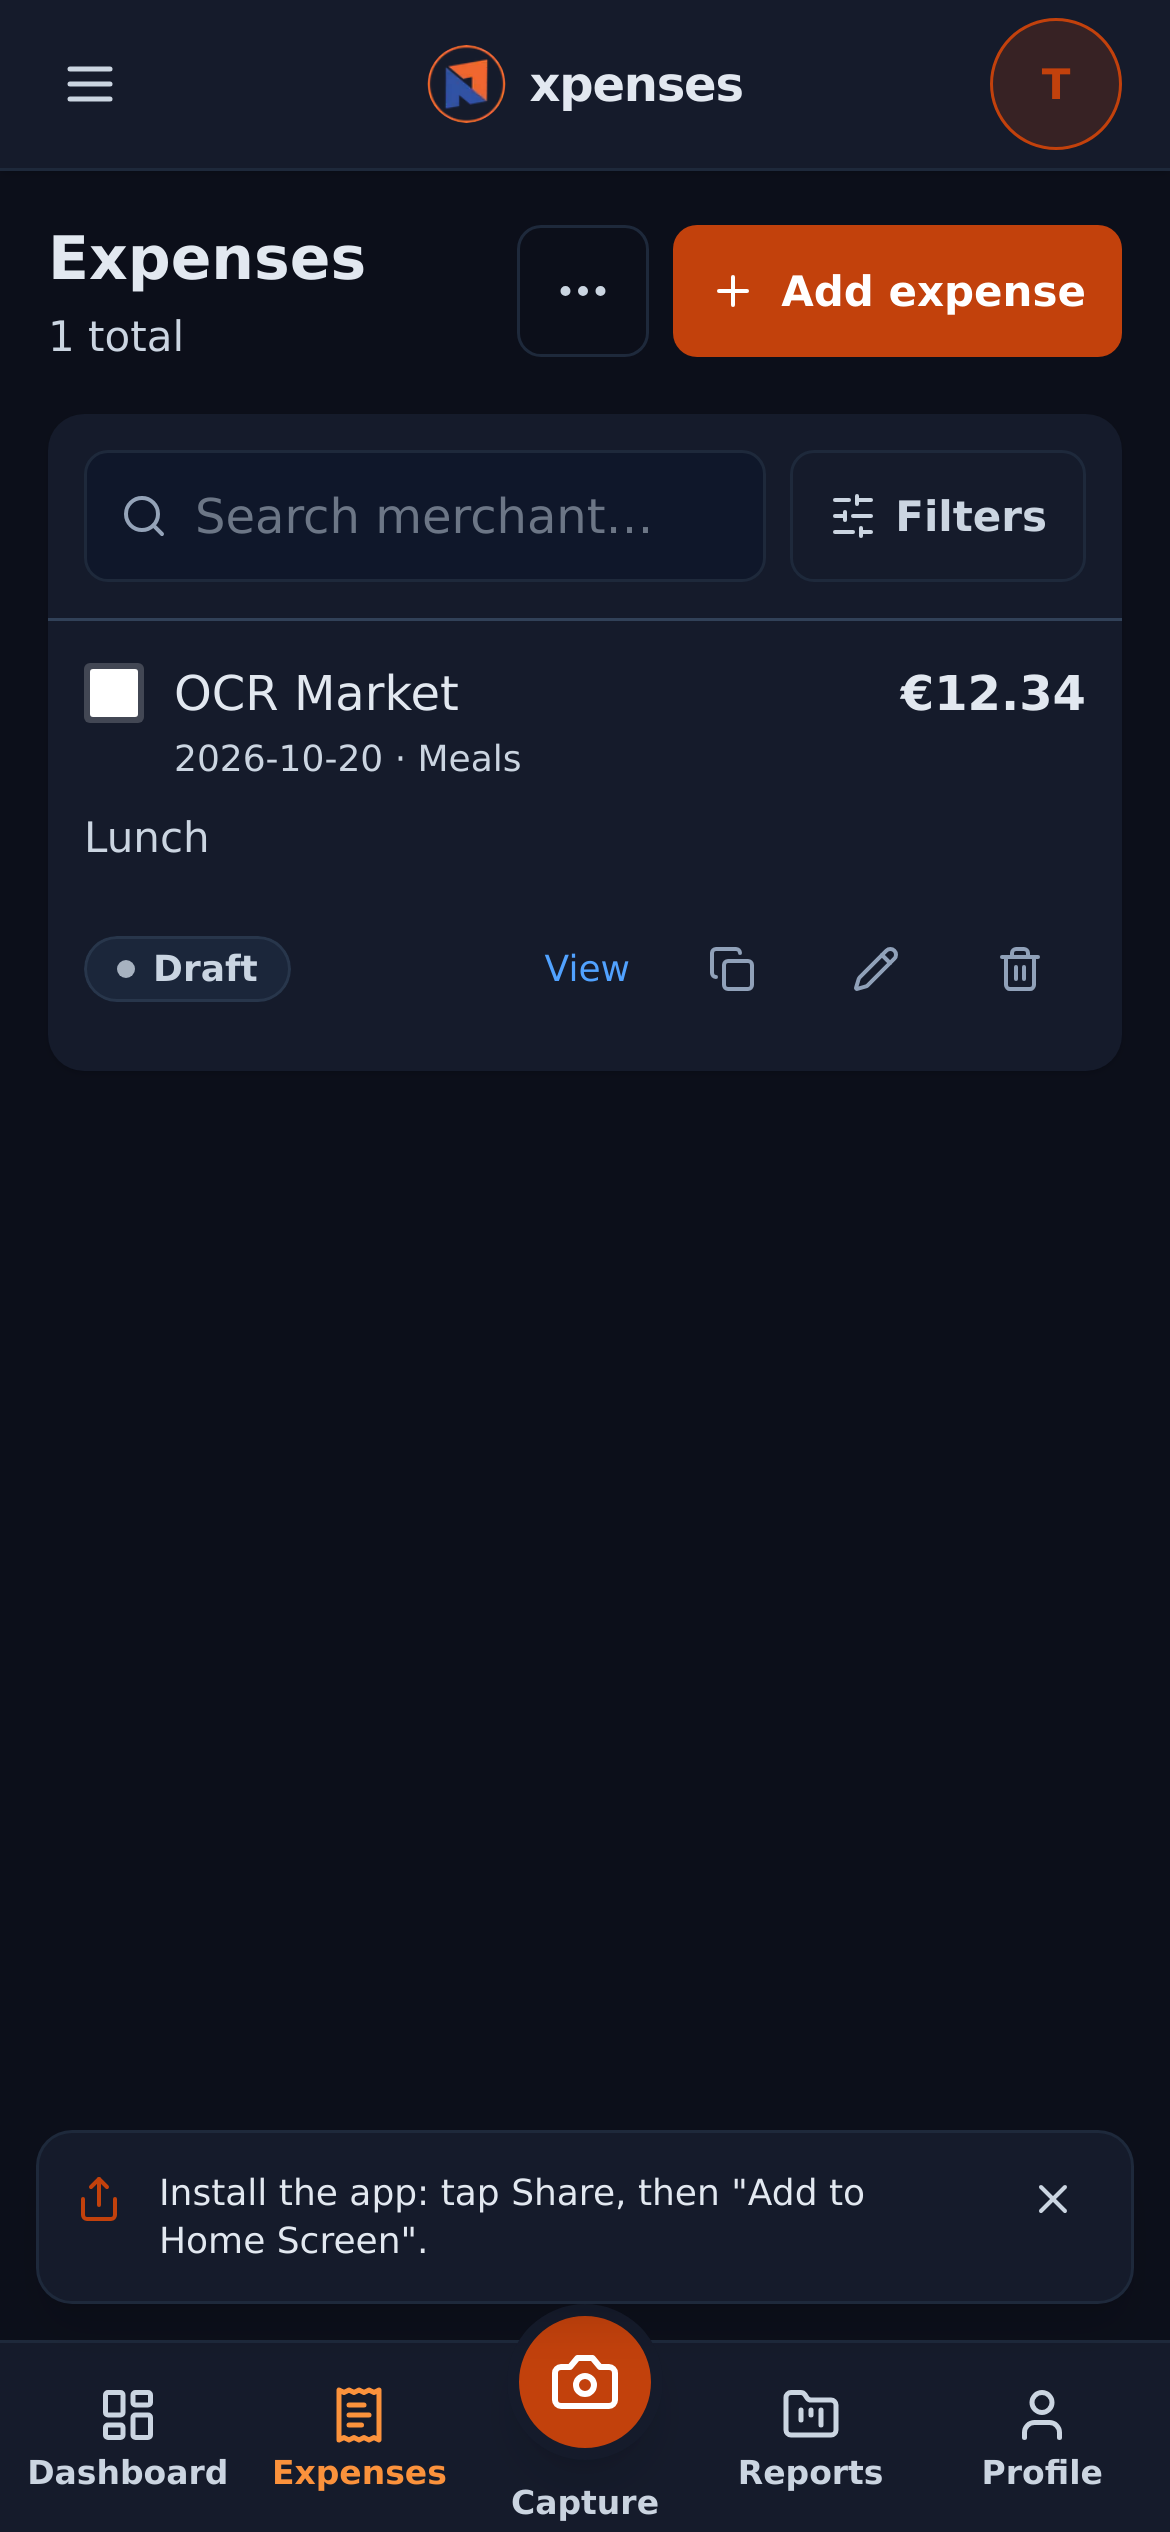 xpenses
T
Expenses
1 total
Add expense
Search merchant...
Filters
OCR Market
€12.34
2026-10-20 · Meals
Lunch
Draft
View
Install the app: tap Share, then "Add to
Home Screen".
Dashboard
Expenses
Capture
Reports
Profile